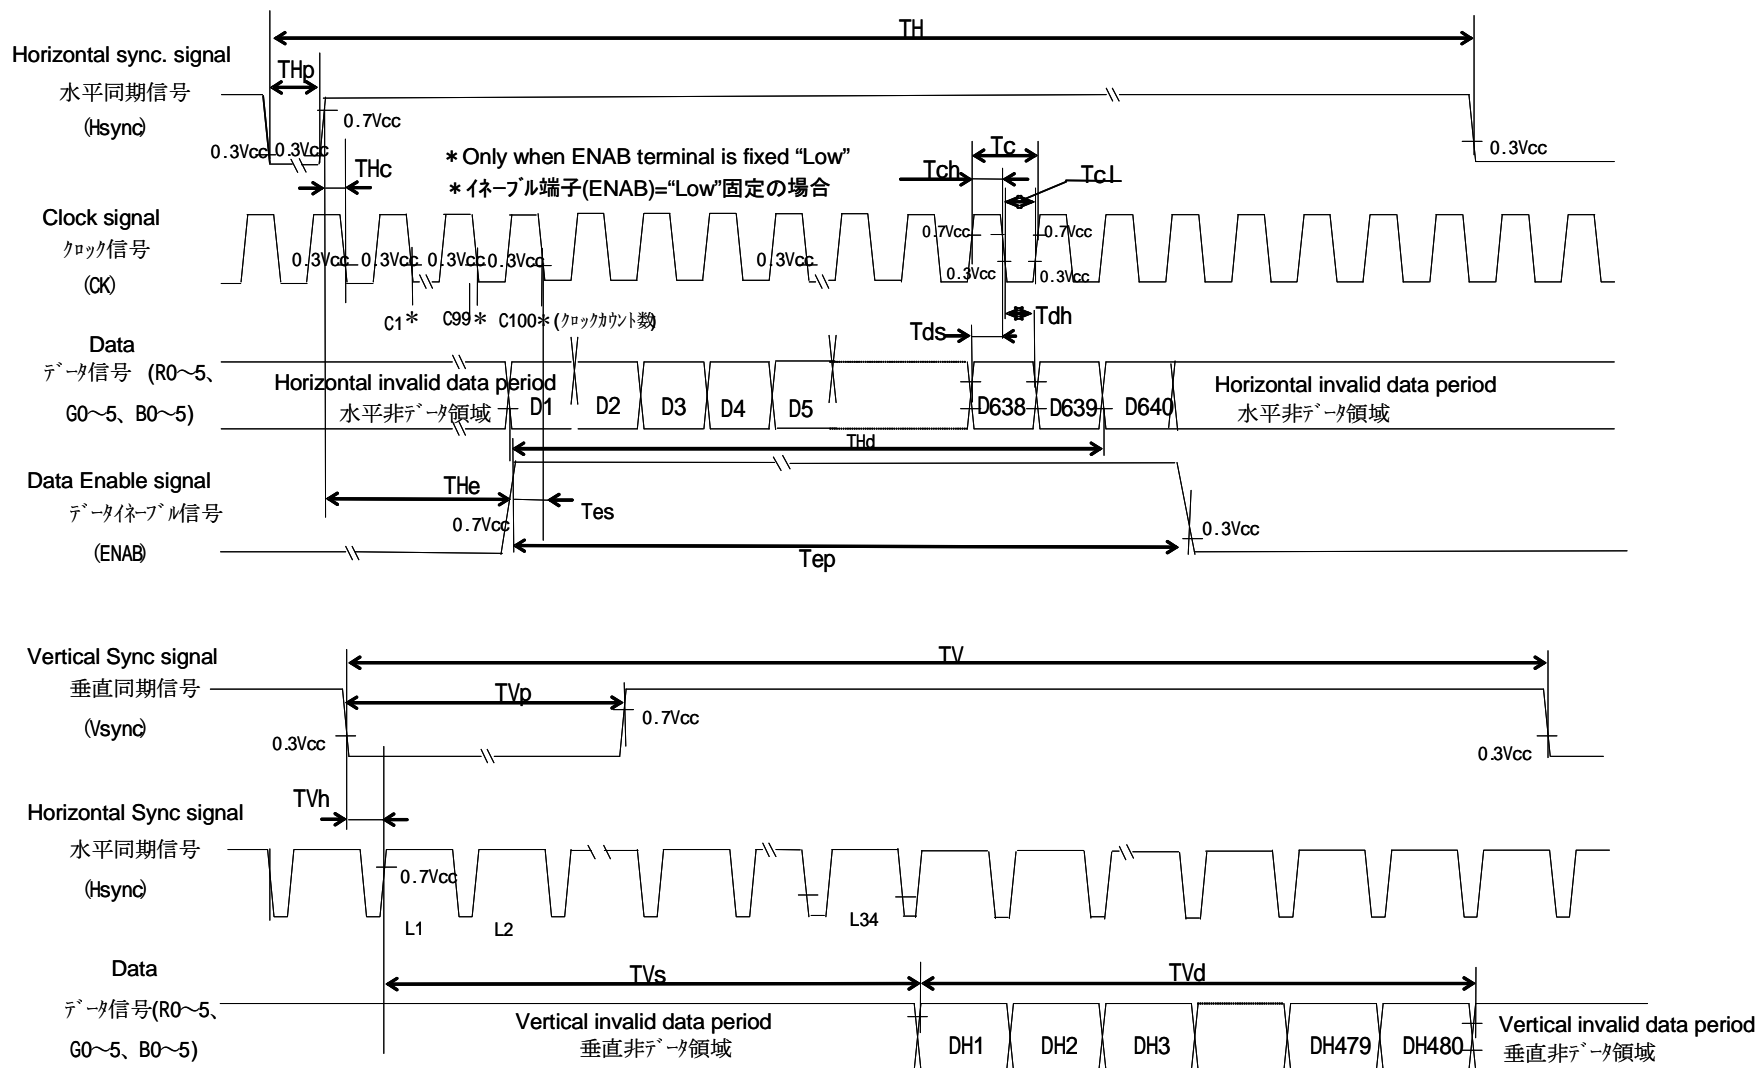 TH
Horizontal sync. signal
THp
水平同期信号
(Hsync)
0.7Vcc
0.3Vcc 0.3Vcc
0.3Vcc
THc
＊Only when ENAB terminal is fixed “Low”
＊ｲﾈｰﾌﾞﾙ端子(ENAB)=“Low”固定の場合
Tc
Tch
Tcl
Clock signal
ｸﾛｯｸ信号
(CK)
0.7Vcc 0.7Vcc
0.3Vcc 0.3Vcc 0.3Vcc 0.3Vcc 0.3Vcc
0.3Vcc 0.3Vcc
C1＊ C99＊ C100＊(ｸﾛｯｸｶｳﾝﾄ数)
Tds
Tdh
Data
ﾃﾞｰﾀ信号 (R0～5、
G0～5、B0～5)
Horizontal invalid data period
水平非ﾃﾞｰﾀ領域
D1 D2 D3 D4 D5 D638 D639 D640
Horizontal invalid data period
水平非ﾃﾞｰﾀ領域
THd
Data Enable signal
ﾃﾞｰﾀｲﾈｰﾌﾞﾙ信号
(ENAB)
THe
0.7Vcc
Tes
0.3Vcc
Tep
Vertical Sync signal
垂直同期信号
(Vsync)
TV
TVp
0.7Vcc
0.3Vcc
0.3Vcc
TVh
Horizontal Sync signal
水平同期信号
(Hsync)
0.7Vcc
L1 L2 L34
Data
ﾃﾞｰﾀ信号(R0～5、
G0～5、B0～5)
TVs
TVd
Vertical invalid data period
垂直非ﾃﾞｰﾀ領域
DH1 DH2 DH3 DH479 DH480
Vertical invalid data period
垂直非ﾃﾞｰﾀ領域